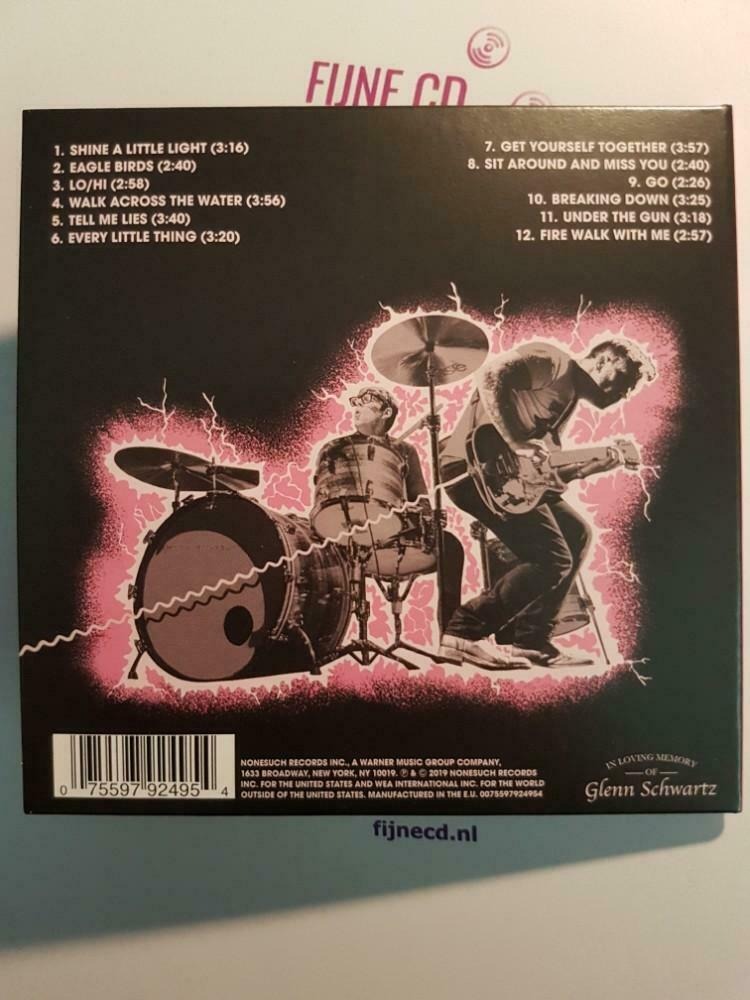 FIJNE CD
1. SHINE A LITTLE LIGHT (3:16)
2. EAGLE BIRDS (2:40)
3. LO/HI (2:58)
4. WALK ACROSS THE WATER (3:56)
5. TELL ME LIES (3:40)
6. EVERY LITTLE THING (3:20)
7. GET YOURSELF TOGETHER (3:57)
8. SIT AROUND AND MISS YOU (2:40)
9. GO (2:26)
10. BREAKING DOWN (3:25)
11. UNDER THE GUN (3:18)
12. FIRE WALK WITH ME (2:57)
0 75597 92495 4
NONESUCH RECORDS INC., A WARNER MUSIC GROUP COMPANY,
1633 BROADWAY, NEW YORK, NY 10019. ℗ & © 2019 NONESUCH RECORDS
INC. FOR THE UNITED STATES AND WEA INTERNATIONAL INC. FOR THE WORLD
OUTSIDE OF THE UNITED STATES. MANUFACTURED IN THE E.U. 0075597924954
IN LOVING MEMORY
OF
Glenn Schwartz
fijnecd.nl